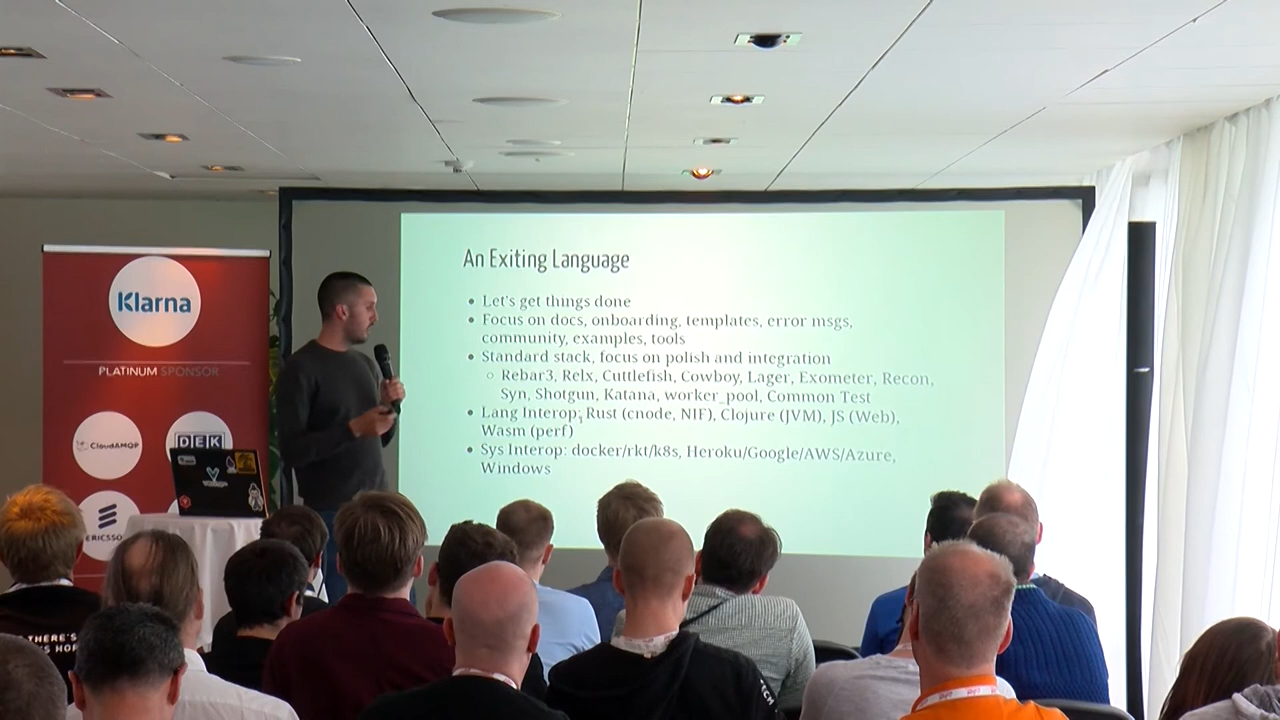 Klarna
PLATINUM SPONSOR
CloudAMQP
DEK
ERICSSO
THERE'S
An Exiting Language
• Let's get things done
• Focus on docs, onboarding, templates, error msgs,
community, examples, tools
• Standard stack, focus on polish and integration
○ Rebar3, Relx, Cuttlefish, Cowboy, Lager, Exometer, Recon,
Syn, Shotgun, Katana, worker_pool, Common Test
• Lang Interop: Rust (cnode, NIF), Clojure (JVM), JS (Web),
Wasm (perf)
• Sys Interop: docker/rkt/k8s, Heroku/Google/AWS/Azure,
Windows